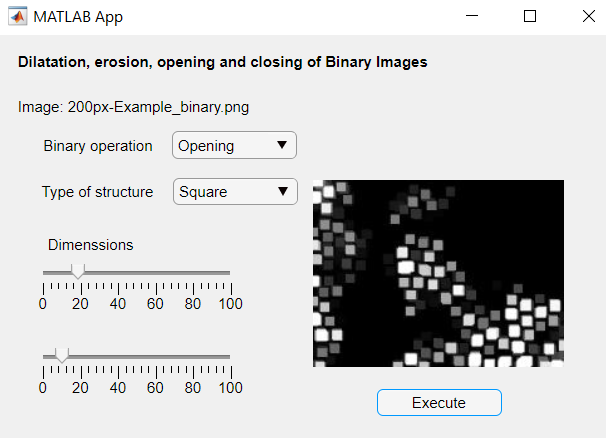 MATLAB App
Dilatation, erosion, opening and closing of Binary Images
Image: 200px-Example_binary.png
Binary operation Opening
Type of structure Square
Dimenssions
0 20 40 60 80 100
0 20 40 60 80 100
Execute